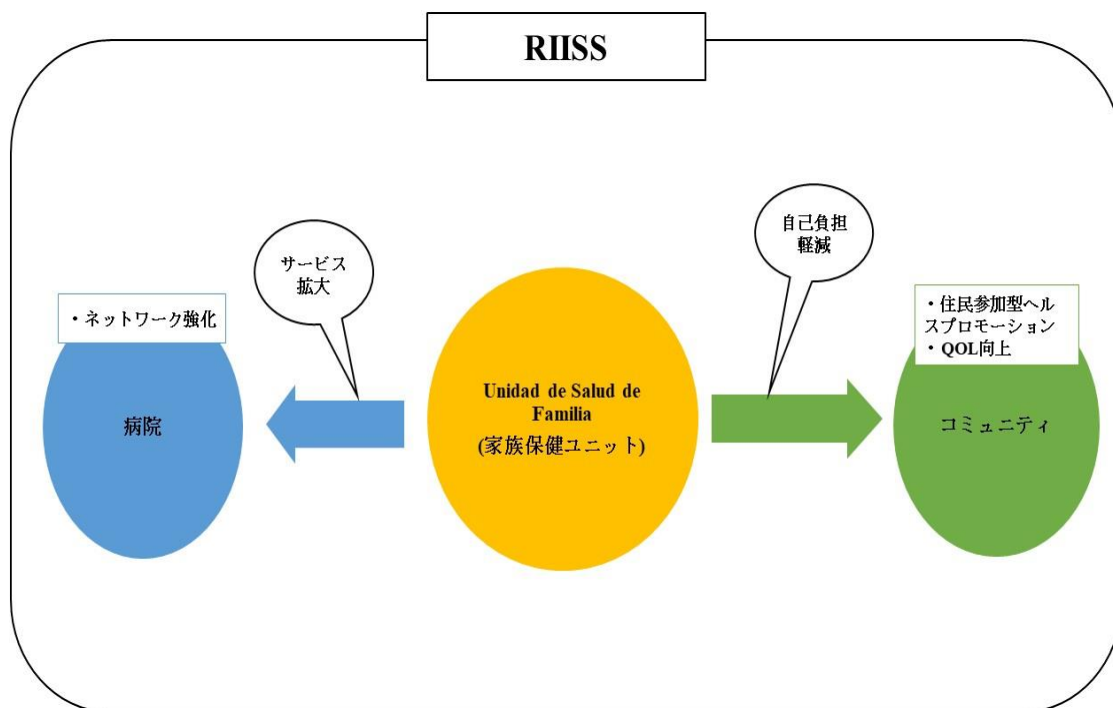 RIISS
サービス
拡大
自己負担
軽減
・ネットワーク強化
病院
Unidad de Salud de
Familia
(家族保健ユニット)
・住民参加型ヘル
スプロモーション
・ QOL向上
コミュニティ